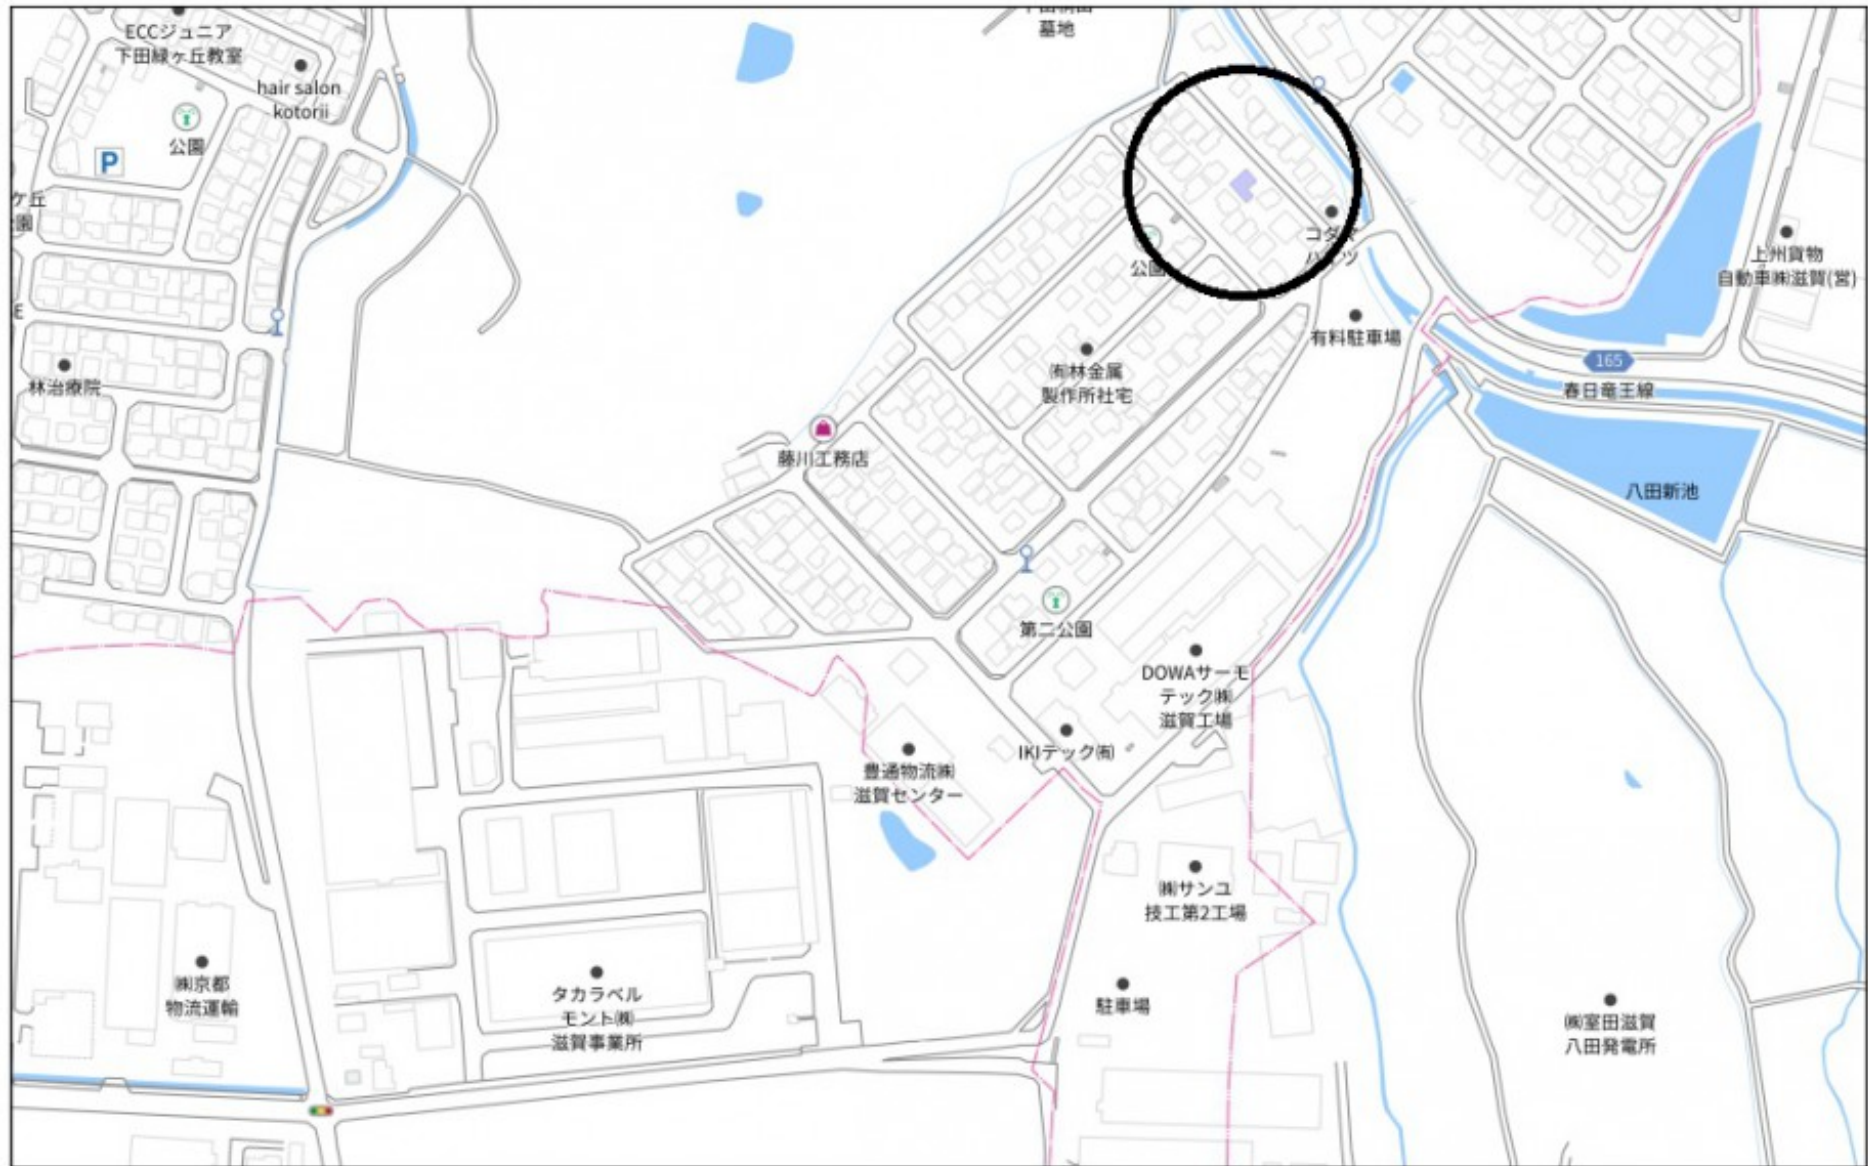 ECCジュニア
下田緑ヶ丘教室
hair salon
kotorii
公園
P
ケ丘
公園
林治療院
墓地
コダマ
ハイツ
公園
上州貨物
自動車㈱滋賀(営)
有料駐車場
165
春日竜王線
㈲林金属
製作所社宅
藤川工務店
八田新池
第二公園
DOWAサーモ
テック㈱
滋賀工場
IKIテック㈲
豊通物流㈱
滋賀センター
㈱サンユ
技工第2工場
㈱京都
物流運輸
タカラベル
モント㈱
滋賀事業所
駐車場
㈱室田滋賀
八田発電所